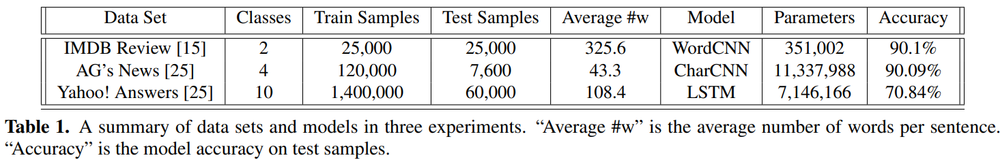 Data Set Classes Train Samples Test Samples Average #w Model Parameters Accuracy
IMDB Review [15] 2 25,000 25,000 325.6 WordCNN 351,002 90.1%
AG's News [25] 4 120,000 7,600 43.3 CharCNN 11,337,988 90.09%
Yahoo! Answers [25] 10 1,400,000 60,000 108.4 LSTM 7,146,166 70.84%
Table 1. A summary of data sets and models in three experiments. “Average #w” is the average number of words per sentence.
“Accuracy” is the model accuracy on test samples.